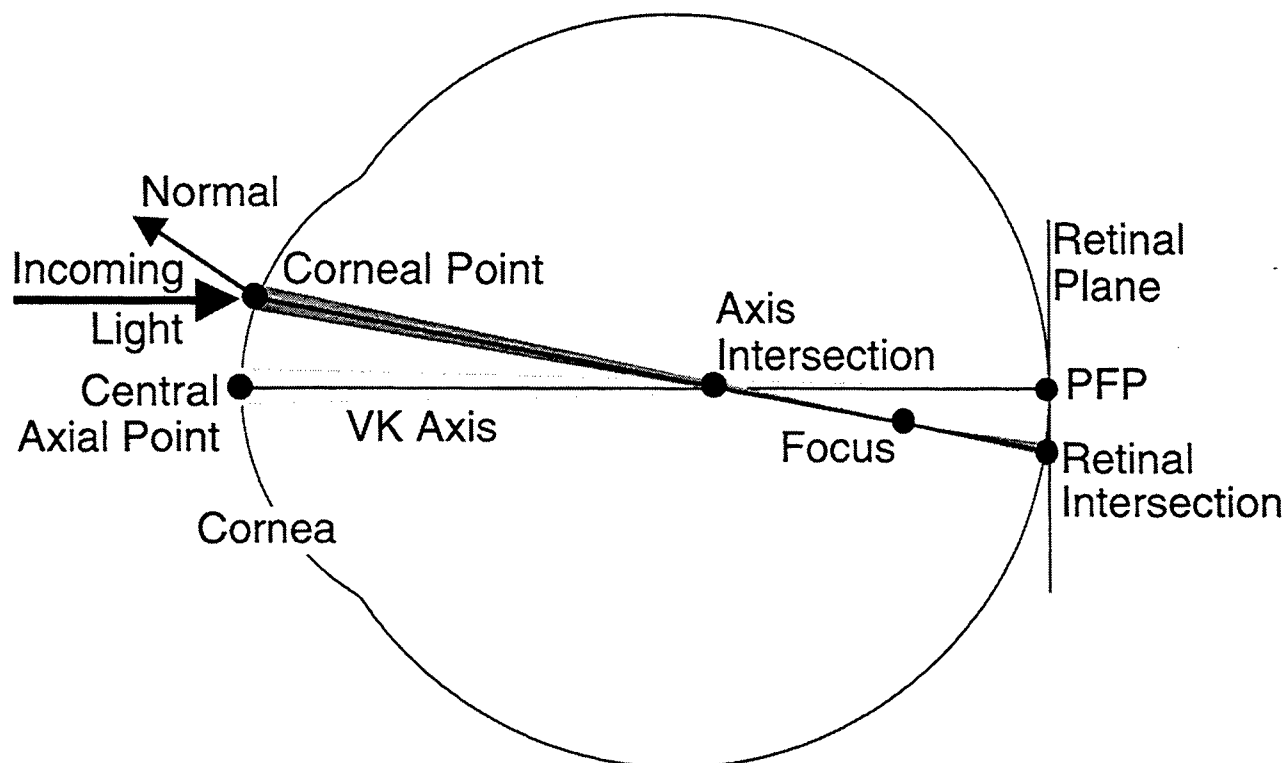 Normal
Incoming
Light
Corneal Point
Retinal
Plane
Axis
Intersection
Central
Axial Point
VK Axis
PFP
Focus
Retinal
Intersection
Cornea